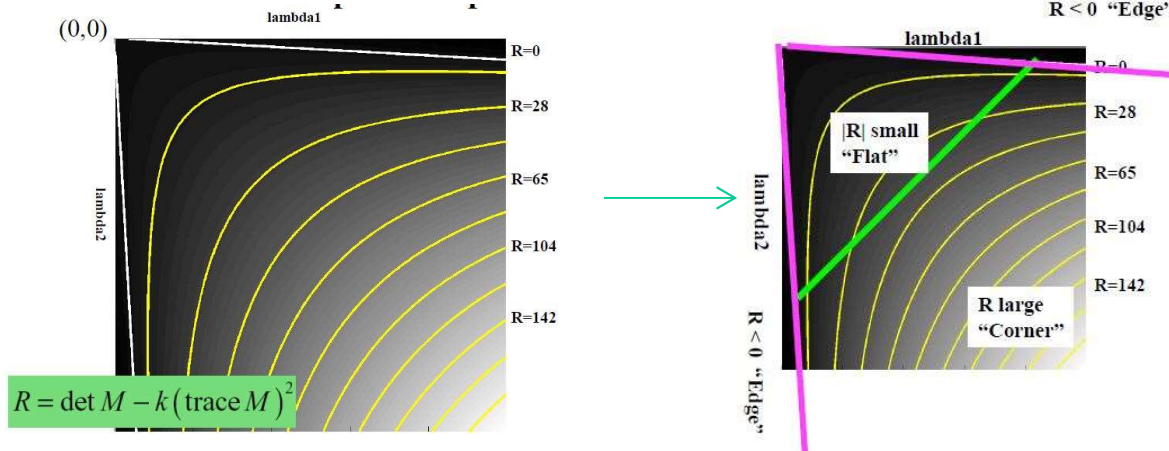 lambda1
(0,0)
R=0
R=28
R=65
R=104
R=142
lambda2
R = det M − k(trace M)²
R < 0 “Edge”
lambda1
R=0
R=28
R=65
R=104
R=142
|R| small
“Flat”
lambda2
R large
“Corner”
R < 0 “Edge”